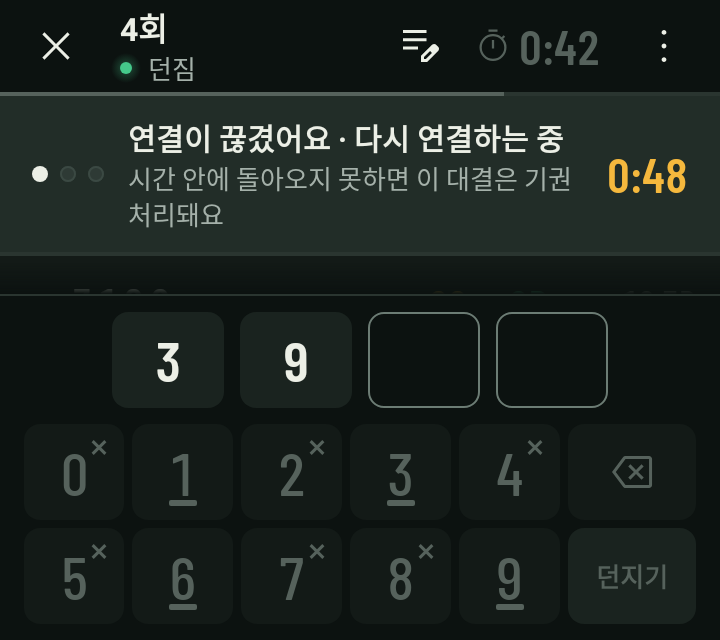 4회
던짐
0:42
연결이 끊겼어요 · 다시 연결하는 중
시간 안에 돌아오지 못하면 이 대결은 기권
처리돼요
0:48
3 9
0 × 1 2 × 3 4 ×
5 × 6 7 × 8 × 9 던지기